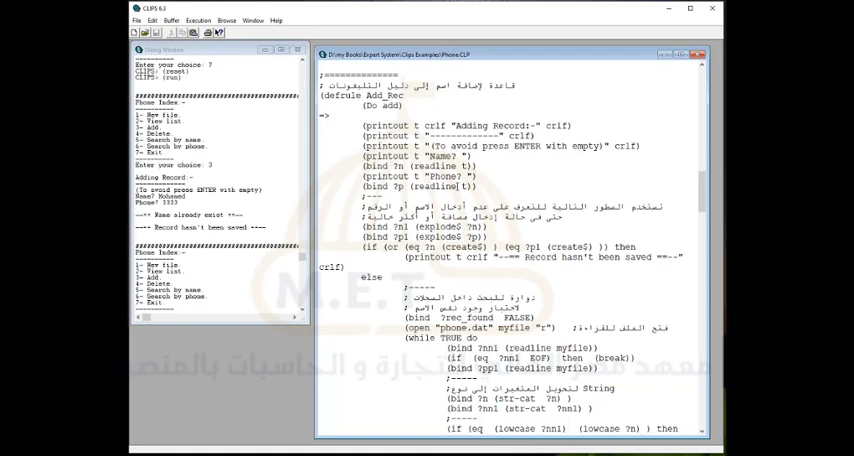 CLIPS 6.3
File Edit Buffer Execution Browse Window Help
Dialog Window
----------
Enter your choice: 7
CLIPS> (reset)
CLIPS> (run)
##########################################
Phone Index:-
----------
1- New file.
2- View list.
3- Add.
4- Delete.
5- Search by name.
6- Search by phone.
7- Exit.
----------
Enter your choice: 3
Adding Record:-
-------------
(To avoid press ENTER with empty)
Name? Mohamed
Phone? 3333
--** Name already exist **--
---- Record hasn't been saved ----
##########################################
Phone Index:-
----------
1- New file.
2- View list.
3- Add.
4- Delete.
5- Search by name.
6- Search by phone.
7- Exit.
D:\my Books\Expert System\Clips Examples\Phone.CLP
;==============
; قاعدة لإضافة اسم إلى دليل التليفونات
(defrule Add_Rec
(Do add)
=>
(printout t crlf "Adding Record:-" crlf)
(printout t "-------------" crlf)
(printout t "(To avoid press ENTER with empty)" crlf)
(printout t "Name? ")
(bind ?n (readline t))
(printout t "Phone? ")
(bind ?p (readline t))
;---
; تستخدم السطور التالية للتعرف على عدم أدخال الاسم أو الرقم
; حتى فى حالة إدخال مسافة أو أكثر خالية
(bind ?n1 (explode$ ?n))
(bind ?p1 (explode$ ?p))
(if (or (eq ?n (create$) ) (eq ?p1 (create$) )) then
(printout t crlf "--== Record hasn't been saved ==--"
crlf)
else
;-----
; دوارة للبحث داخل السجلات
; لاختبار وجود نفس الاسم
(bind ?rec_found FALSE)
(open "phone.dat" myfile "r") ; فتح الملف للقراءة
(while TRUE do
(bind ?nn1 (readline myfile))
(if (eq ?nn1 EOF) then (break))
(bind ?pp1 (readline myfile))
;-----
; لتحويل المتغيرات إلى نوع String
(bind ?n (str-cat ?n) )
(bind ?nn1 (str-cat ?nn1) )
;-----
(if (eq (lowcase ?nn1) (lowcase ?n) ) then
M.E.T